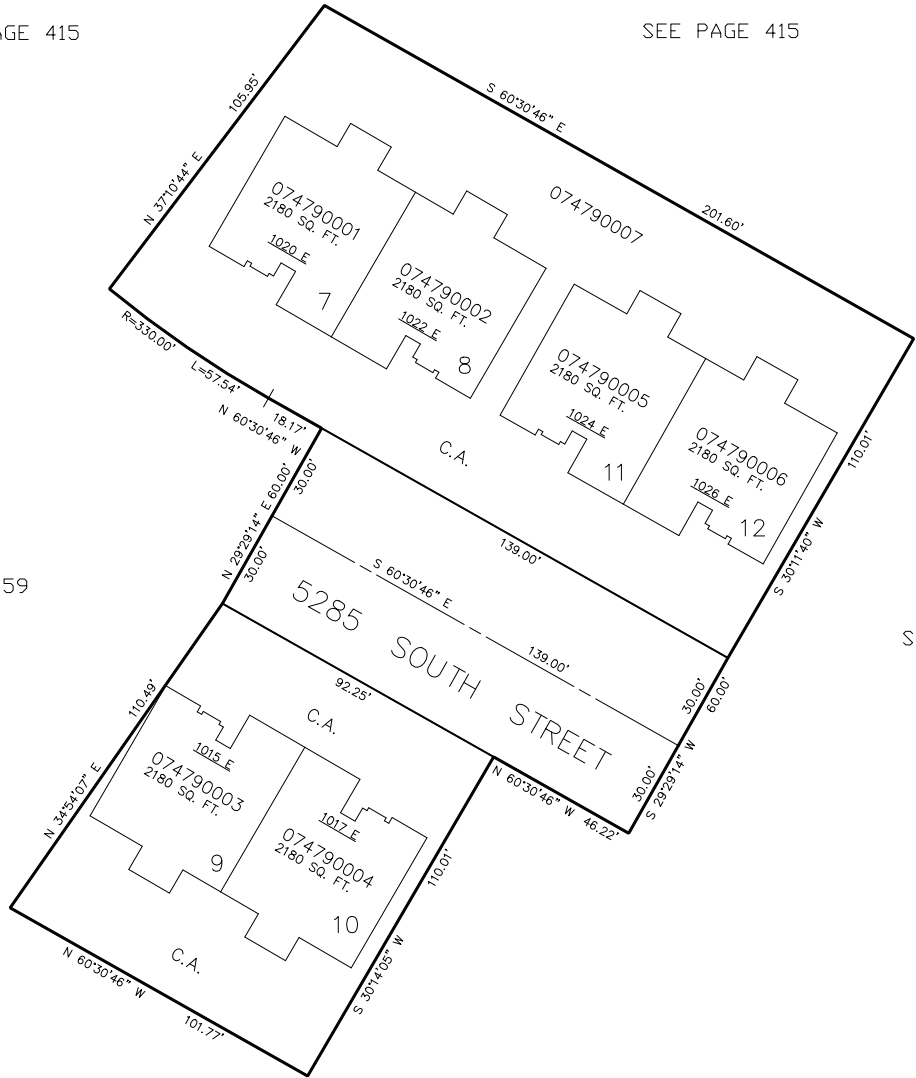 AGE 415
SEE PAGE 415
105.95'
N 37°10'44" E
S 60°30'46" E
201.60'
074790007
074790001
2180 SQ. FT.
1020 E
7
074790002
2180 SQ. FT.
1022 E
8
074790005
2180 SQ. FT.
1024 E
11
074790006
2180 SQ. FT.
1026 E
12
R=330.00'
L=57.54'
18.17'
N 60°30'46" W
C.A.
110.01'
S 30°11'40" W
N 29°29'14" E 60.00'
30.00'
30.00'
139.00'
S 60°30'46" E
139.00'
5285 SOUTH STREET
59
S
30.00'
60.00'
30.00'
S 29°29'14" W
92.25'
N 60°30'46" W 46.22'
C.A.
110.49'
N 34°54'07" E
1015 E
074790003
2180 SQ. FT.
9
1017 E
074790004
2180 SQ. FT.
10
110.01'
S 30°14'05" W
C.A.
N 60°30'46" W
101.77'